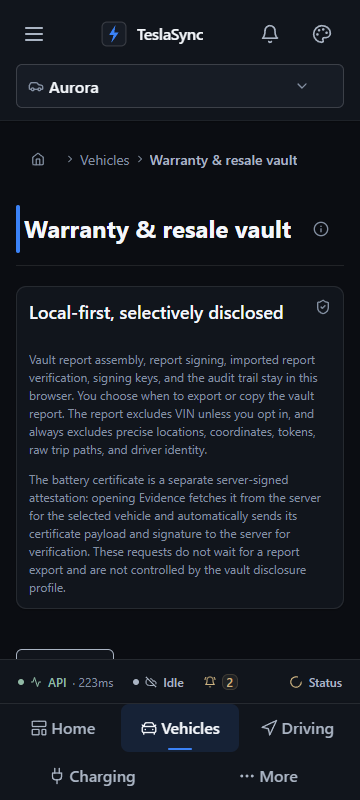 TeslaSync
Aurora
Vehicles
Warranty & resale vault
Warranty & resale vault
Local-first, selectively disclosed
Vault report assembly, report signing, imported report
verification, signing keys, and the audit trail stay in this
browser. You choose when to export or copy the vault
report. The report excludes VIN unless you opt in, and
always excludes precise locations, coordinates, tokens,
raw trip paths, and driver identity.
The battery certificate is a separate server-signed
attestation: opening Evidence fetches it from the server
for the selected vehicle and automatically sends its
certificate payload and signature to the server for
verification. These requests do not wait for a report
export and are not controlled by the vault disclosure
profile.
API · 223ms
Idle
2
Status
Home
Vehicles
Driving
Charging
More